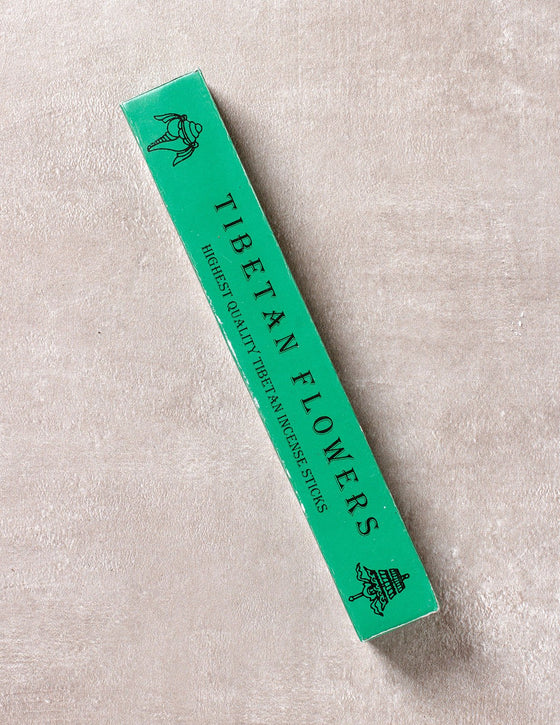 TIBETAN FLOWERS
HIGHEST QUALITY TIBETAN INCENSE STICKS